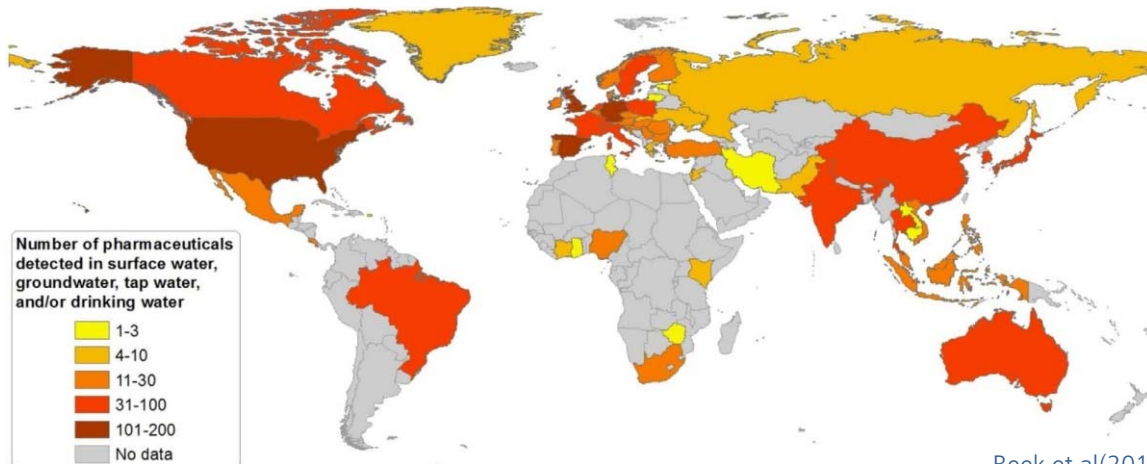 Number of pharmaceuticals
detected in surface water,
groundwater, tap water,
and/or drinking water
1-3
4-10
11-30
31-100
101-200
No data